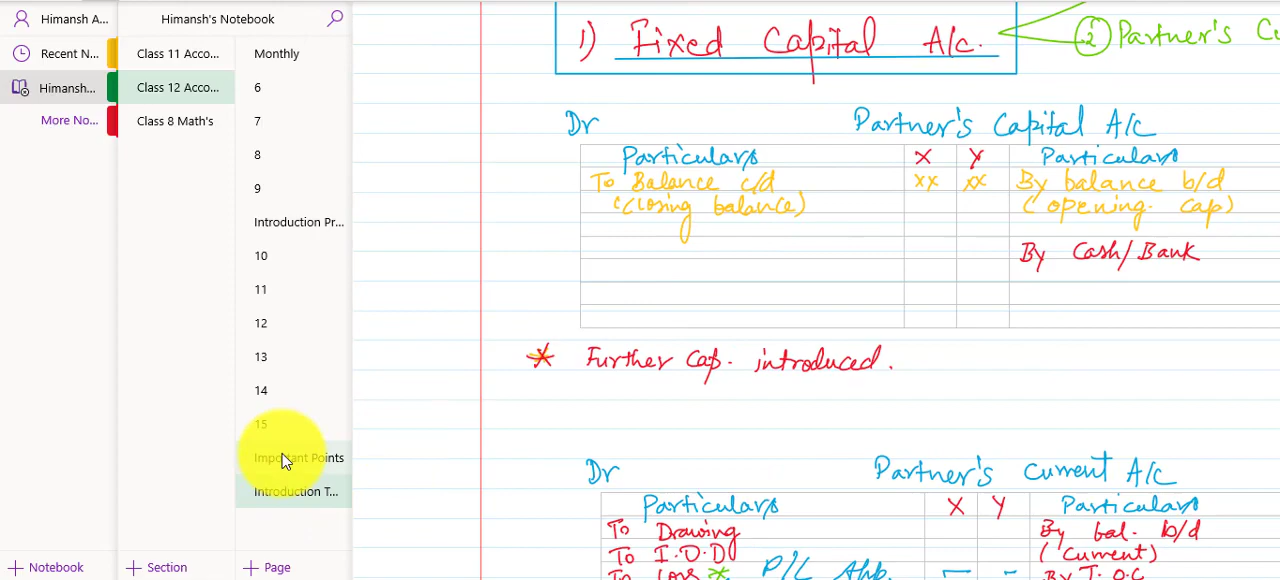 Himansh A...
Himansh's Notebook
Recent N...
Himansh...
More No...
Class 11 Acco...
Class 12 Acco...
Class 8 Math's
Monthly
6
7
8
9
Introduction Pr...
10
11
12
13
14
15
Important Points
Introduction T...
+ Notebook
+ Section
+ Page
1) Fixed Capital A/c.
2 Partner's C
Dr Partner's Capital A/C
Particulars X Y Particulars
To Balance c/d xx xx By balance b/d
(closing balance) (opening. cap)
By Cash/Bank
* Further Cap. introduced.
Dr Partner's current A/C
Particulars X Y Particulars
To Drawing By bal. b/d
To I.O.D (current)
To Loss * P/L App. By I.O.C